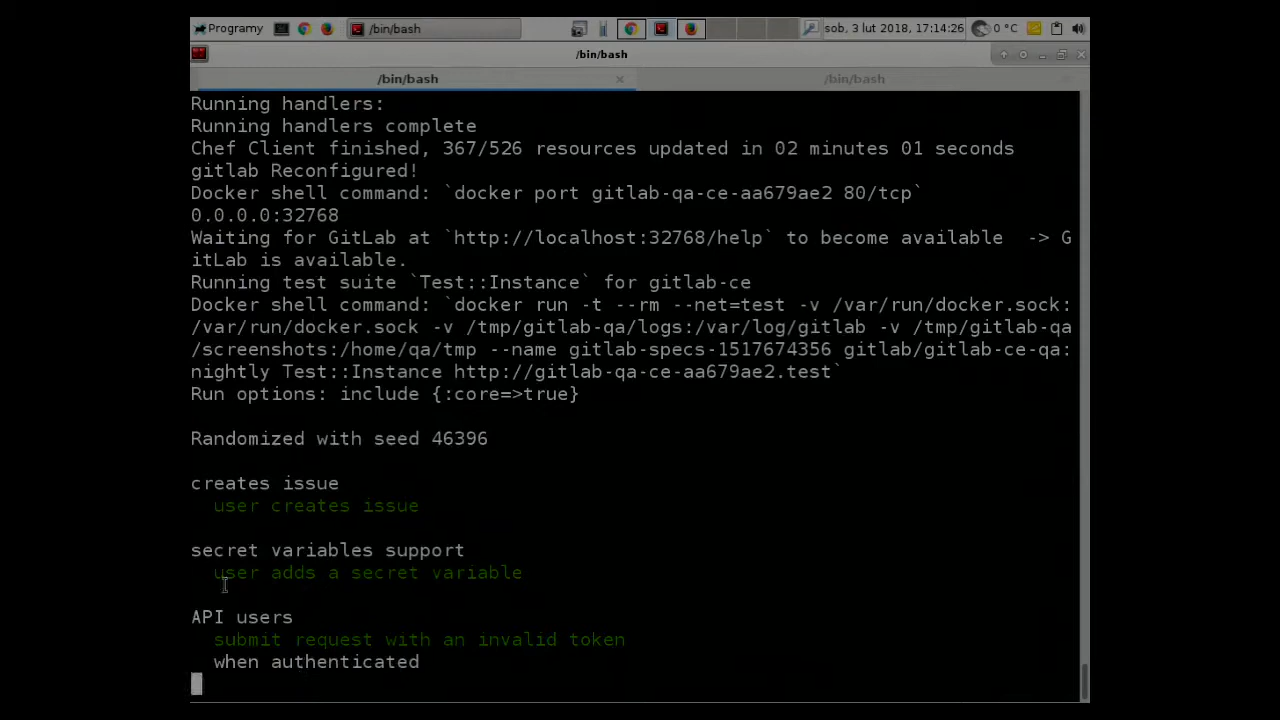 Programy
/bin/bash
sob, 3 lut 2018, 17:14:26
0 °C
/bin/bash
/bin/bash
/bin/bash
Running handlers:
Running handlers complete
Chef Client finished, 367/526 resources updated in 02 minutes 01 seconds
gitlab Reconfigured!
Docker shell command: `docker port gitlab-qa-ce-aa679ae2 80/tcp`
0.0.0.0:32768
Waiting for GitLab at `http://localhost:32768/help` to become available  -> G
itLab is available.
Running test suite `Test::Instance` for gitlab-ce
Docker shell command: `docker run -t --rm --net=test -v /var/run/docker.sock:
/var/run/docker.sock -v /tmp/gitlab-qa/logs:/var/log/gitlab -v /tmp/gitlab-qa
/screenshots:/home/qa/tmp --name gitlab-specs-1517674356 gitlab/gitlab-ce-qa:
nightly Test::Instance http://gitlab-qa-ce-aa679ae2.test`
Run options: include {:core=>true}
Randomized with seed 46396
creates issue
user creates issue
secret variables support
user adds a secret variable
API users
submit request with an invalid token
when authenticated